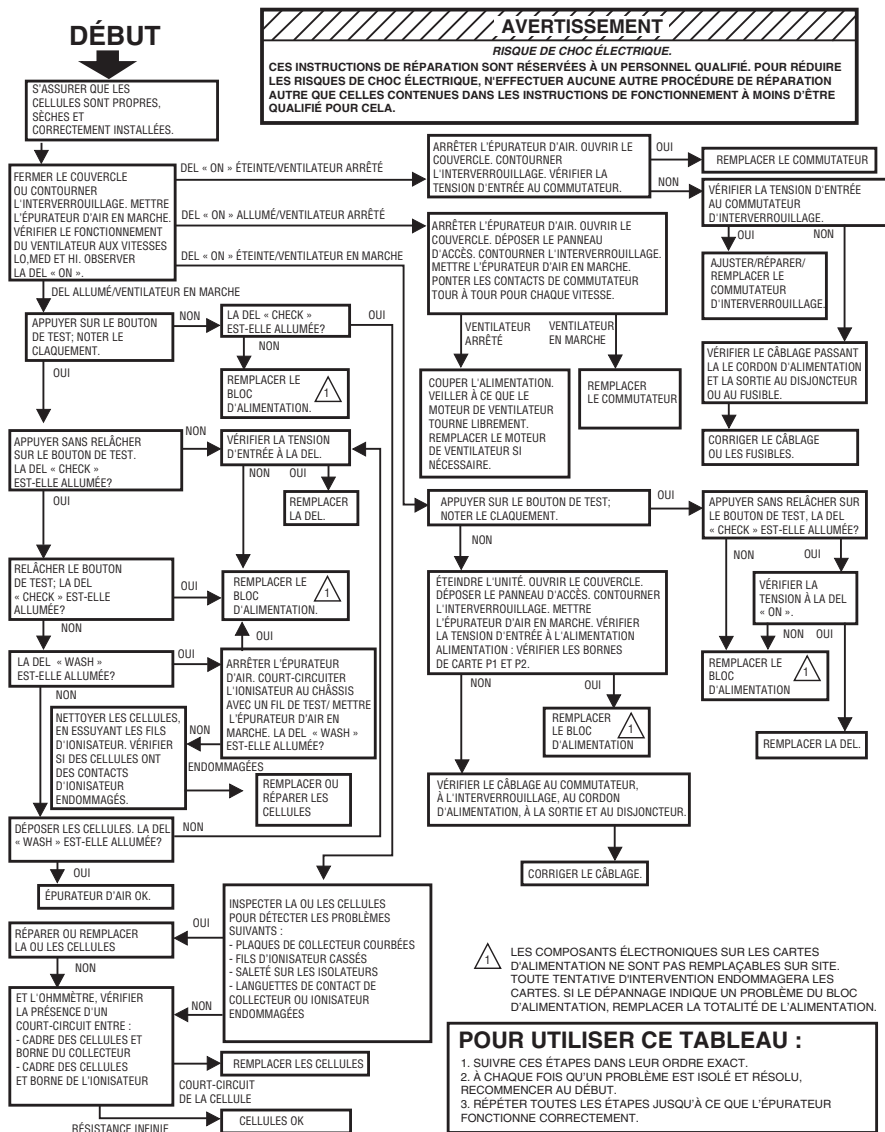 DÉBUT
AVERTISSEMENT
RISQUE DE CHOC ÉLECTRIQUE.
CES INSTRUCTIONS DE RÉPARATION SONT RÉSERVÉES À UN PERSONNEL QUALIFIÉ. POUR RÉDUIRE
LES RISQUES DE CHOC ÉLECTRIQUE, N'EFFECTUER AUCUNE AUTRE PROCÉDURE DE RÉPARATION
AUTRE QUE CELLES CONTENUES DANS LES INSTRUCTIONS DE FONCTIONNEMENT À MOINS D'ÊTRE
QUALIFIÉ POUR CELA.
S'ASSURER QUE LES
CELLULES SONT PROPRES,
SÈCHES ET
CORRECTEMENT INSTALLÉES.
FERMER LE COUVERCLE
OU CONTOURNER
L'INTERVERROUILLAGE. METTRE
L'ÉPURATEUR D'AIR EN MARCHE.
VÉRIFIER LE FONCTIONNEMENT
DU VENTILATEUR AUX VITESSES
LO,MED ET HI. OBSERVER
LA DEL « ON ».
DEL « ON » ÉTEINTE/VENTILATEUR ARRÊTÉ
DEL « ON » ALLUMÉ/VENTILATEUR ARRÊTÉ
DEL « ON » ÉTEINTE/VENTILATEUR EN MARCHE
DEL ALLUMÉ/VENTILATEUR EN MARCHE
ARRÊTER L'ÉPURATEUR D'AIR. OUVRIR LE
COUVERCLE. CONTOURNER
L'INTERVERROUILLAGE. VÉRIFIER LA
TENSION D'ENTRÉE AU COMMUTATEUR.
OUI
REMPLACER LE COMMUTATEUR
NON
VÉRIFIER LA TENSION D'ENTRÉE
AU COMMUTATEUR
D'INTERVERROUILLAGE.
OUI
NON
AJUSTER/RÉPARER/
REMPLACER LE
COMMUTATEUR
D'INTERVERROUILLAGE.
VÉRIFIER LE CÂBLAGE PASSANT
LA LE CORDON D'ALIMENTATION
ET LA SORTIE AU DISJONCTEUR
OU AU FUSIBLE.
CORRIGER LE CÂBLAGE
OU LES FUSIBLES.
ARRÊTER L'ÉPURATEUR D'AIR. OUVRIR LE
COUVERCLE. DÉPOSER LE PANNEAU
D'ACCÈS. CONTOURNER L'INTERVERROUILLAGE.
METTRE L'ÉPURATEUR D'AIR EN MARCHE.
PONTER LES CONTACTS DE COMMUTATEUR
TOUR À TOUR POUR CHAQUE VITESSE.
VENTILATEUR
ARRÊTÉ
VENTILATEUR
EN MARCHE
COUPER L'ALIMENTATION.
VEILLER À CE QUE LE
MOTEUR DE VENTILATEUR
TOURNE LIBREMENT.
REMPLACER LE MOTEUR
DE VENTILATEUR SI
NÉCESSAIRE.
REMPLACER
LE COMMUTATEUR
APPUYER SUR LE BOUTON
DE TEST; NOTER LE
CLAQUEMENT.
NON
LA DEL « CHECK »
EST-ELLE ALLUMÉE?
OUI
NON
REMPLACER LE
BLOC
D'ALIMENTATION.
1
OUI
APPUYER SANS RELÂCHER
SUR LE BOUTON DE TEST.
LA DEL « CHECK »
EST-ELLE ALLUMÉE?
NON
VÉRIFIER LA TENSION
D'ENTRÉE À LA DEL.
NON
OUI
REMPLACER
LA DEL.
OUI
RELÂCHER LE BOUTON
DE TEST; LA DEL
« CHECK » EST-ELLE
ALLUMÉE?
OUI
REMPLACER LE
BLOC
D'ALIMENTATION.
1
NON
OUI
LA DEL « WASH »
EST-ELLE ALLUMÉE?
OUI
ARRÊTER L'ÉPURATEUR
D'AIR. COURT-CIRCUITER
L'IONISATEUR AU CHÂSSIS
AVEC UN FIL DE TEST/ METTRE
L'ÉPURATEUR D'AIR EN
MARCHE. LA DEL « WASH »
EST-ELLE ALLUMÉE?
NON
NON
NETTOYER LES CELLULES,
EN ESSUYANT LES FILS
D'IONISATEUR. VÉRIFIER
SI DES CELLULES ONT
DES CONTACTS
D'IONISATEUR
ENDOMMAGÉS.
ENDOMMAGÉES
REMPLACER OU
RÉPARER LES
CELLULES
DÉPOSER LES CELLULES. LA DEL
« WASH » EST-ELLE ALLUMÉE?
NON
OUI
ÉPURATEUR D'AIR OK.
APPUYER SUR LE BOUTON DE TEST;
NOTER LE CLAQUEMENT.
OUI
APPUYER SANS RELÂCHER SUR
LE BOUTON DE TEST, LA DEL
« CHECK » EST-ELLE ALLUMÉE?
NON
OUI
VÉRIFIER LA
TENSION À LA DEL
« ON ».
NON
OUI
REMPLACER LE
BLOC
D'ALIMENTATION
1
REMPLACER LA DEL.
NON
ÉTEINDRE L'UNITÉ. OUVRIR LE COUVERCLE.
DÉPOSER LE PANNEAU D'ACCÈS. CONTOURNER
L'INTERVERROUILLAGE. METTRE
L'ÉPURATEUR D'AIR EN MARCHE. VÉRIFIER
LA TENSION D'ENTRÉE À L'ALIMENTATION
ALIMENTATION : VÉRIFIER LES BORNES
DE CARTE P1 ET P2.
NON
OUI
REMPLACER
LE BLOC
D'ALIMENTATION
1
VÉRIFIER LE CÂBLAGE AU COMMUTATEUR,
À L'INTERVERROUILLAGE, AU CORDON
D'ALIMENTATION, À LA SORTIE ET AU DISJONCTEUR.
CORRIGER LE CÂBLAGE.
INSPECTER LA OU LES CELLULES
POUR DÉTECTER LES PROBLÈMES
SUIVANTS :
- PLAQUES DE COLLECTEUR COURBÉES
- FILS D'IONISATEUR CASSÉS
- SALETÉ SUR LES ISOLATEURS
- LANGUETTES DE CONTACT DE
COLLECTEUR OU IONISATEUR
ENDOMMAGÉES
OUI
RÉPARER OU REMPLACER
LA OU LES CELLULES
NON
NON
ET L'OHMMÈTRE, VÉRIFIER
LA PRÉSENCE D'UN
COURT-CIRCUIT ENTRE :
- CADRE DES CELLULES ET
BORNE DU COLLECTEUR
- CADRE DES CELLULES
ET BORNE DE L'IONISATEUR
REMPLACER LES CELLULES
COURT-CIRCUIT
DE LA CELLULE
RÉSISTANCE INFINIE
CELLULES OK
1
LES COMPOSANTS ÉLECTRONIQUES SUR LES CARTES
D'ALIMENTATION NE SONT PAS REMPLAÇABLES SUR SITE.
TOUTE TENTATIVE D'INTERVENTION ENDOMMAGERA LES
CARTES. SI LE DÉPANNAGE INDIQUE UN PROBLÈME DU BLOC
D'ALIMENTATION, REMPLACER LA TOTALITÉ DE L'ALIMENTATION.
POUR UTILISER CE TABLEAU :
1. SUIVRE CES ÉTAPES DANS LEUR ORDRE EXACT.
2. À CHAQUE FOIS QU'UN PROBLÈME EST ISOLÉ ET RÉSOLU,
RECOMMENCER AU DÉBUT.
3. RÉPÉTER TOUTES LES ÉTAPES JUSQU'À CE QUE L'ÉPURATEUR
FONCTIONNE CORRECTEMENT.